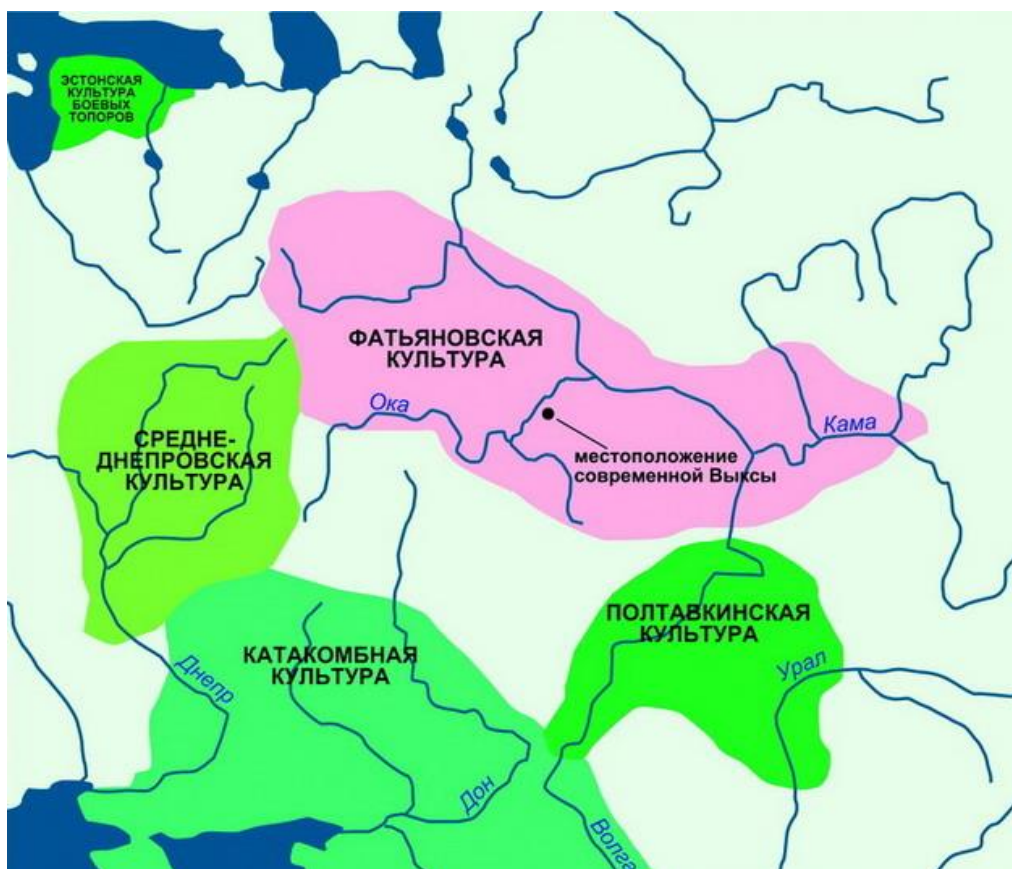 ЭСТОНСКАЯ
КУЛЬТУРА
БОЕВЫХ
ТОПОРОВ
ФАТЬЯНОВСКАЯ
КУЛЬТУРА
Ока
Кама
СРЕДНЕ-
ДНЕПРОВСКАЯ
КУЛЬТУРА
местоположение
современной Выксы
ПОЛТАВКИНСКАЯ
КУЛЬТУРА
КАТАКОМБНАЯ
КУЛЬТУРА
Днепр
Урал
Дон
Волга